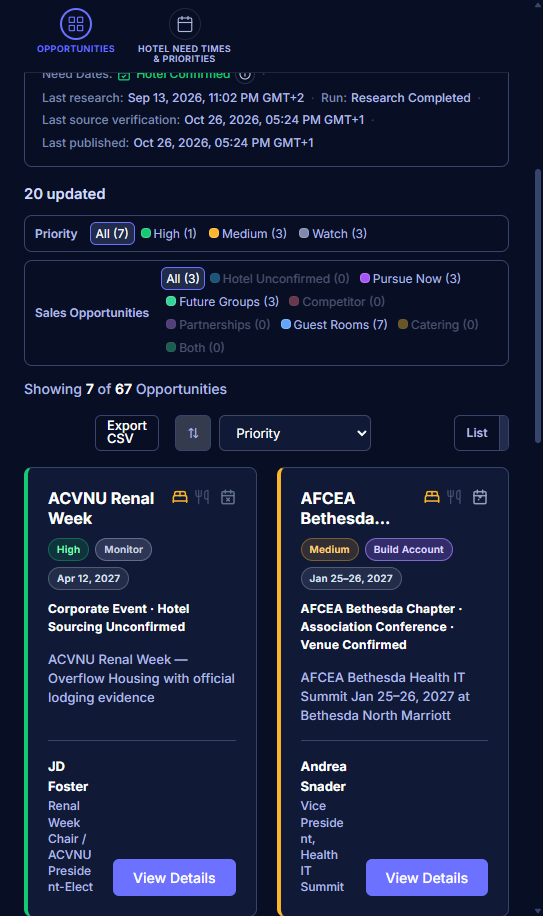 OPPORTUNITIES
HOTEL NEED TIMES
& PRIORITIES
Need Dates: Hotel Confirmed ·
Last research: Sep 13, 2026, 11:02 PM GMT+2 · Run: Research Completed ·
Last source verification: Oct 26, 2026, 05:24 PM GMT+1 ·
Last published: Oct 26, 2026, 05:24 PM GMT+1
20 updated
Priority All (7) High (1) Medium (3) Watch (3)
All (3) Hotel Unconfirmed (0) Pursue Now (3)
Future Groups (3) Competitor (0)
Sales Opportunities
Partnerships (0) Guest Rooms (7) Catering (0)
Both (0)
Showing 7 of 67 Opportunities
Export
CSV
Priority
List
ACVNU Renal
Week
High Monitor
Apr 12, 2027
Corporate Event · Hotel
Sourcing Unconfirmed
ACVNU Renal Week —
Overflow Housing with official
lodging evidence
JD
Foster
Renal
Week
Chair /
ACVNU
Preside
nt-Elect
View Details
AFCEA
Bethesda...
Medium Build Account
Jan 25–26, 2027
AFCEA Bethesda Chapter ·
Association Conference ·
Venue Confirmed
AFCEA Bethesda Health IT
Summit Jan 25–26, 2027 at
Bethesda North Marriott
Andrea
Snader
Vice
Preside
nt,
Health
IT
Summit
View Details